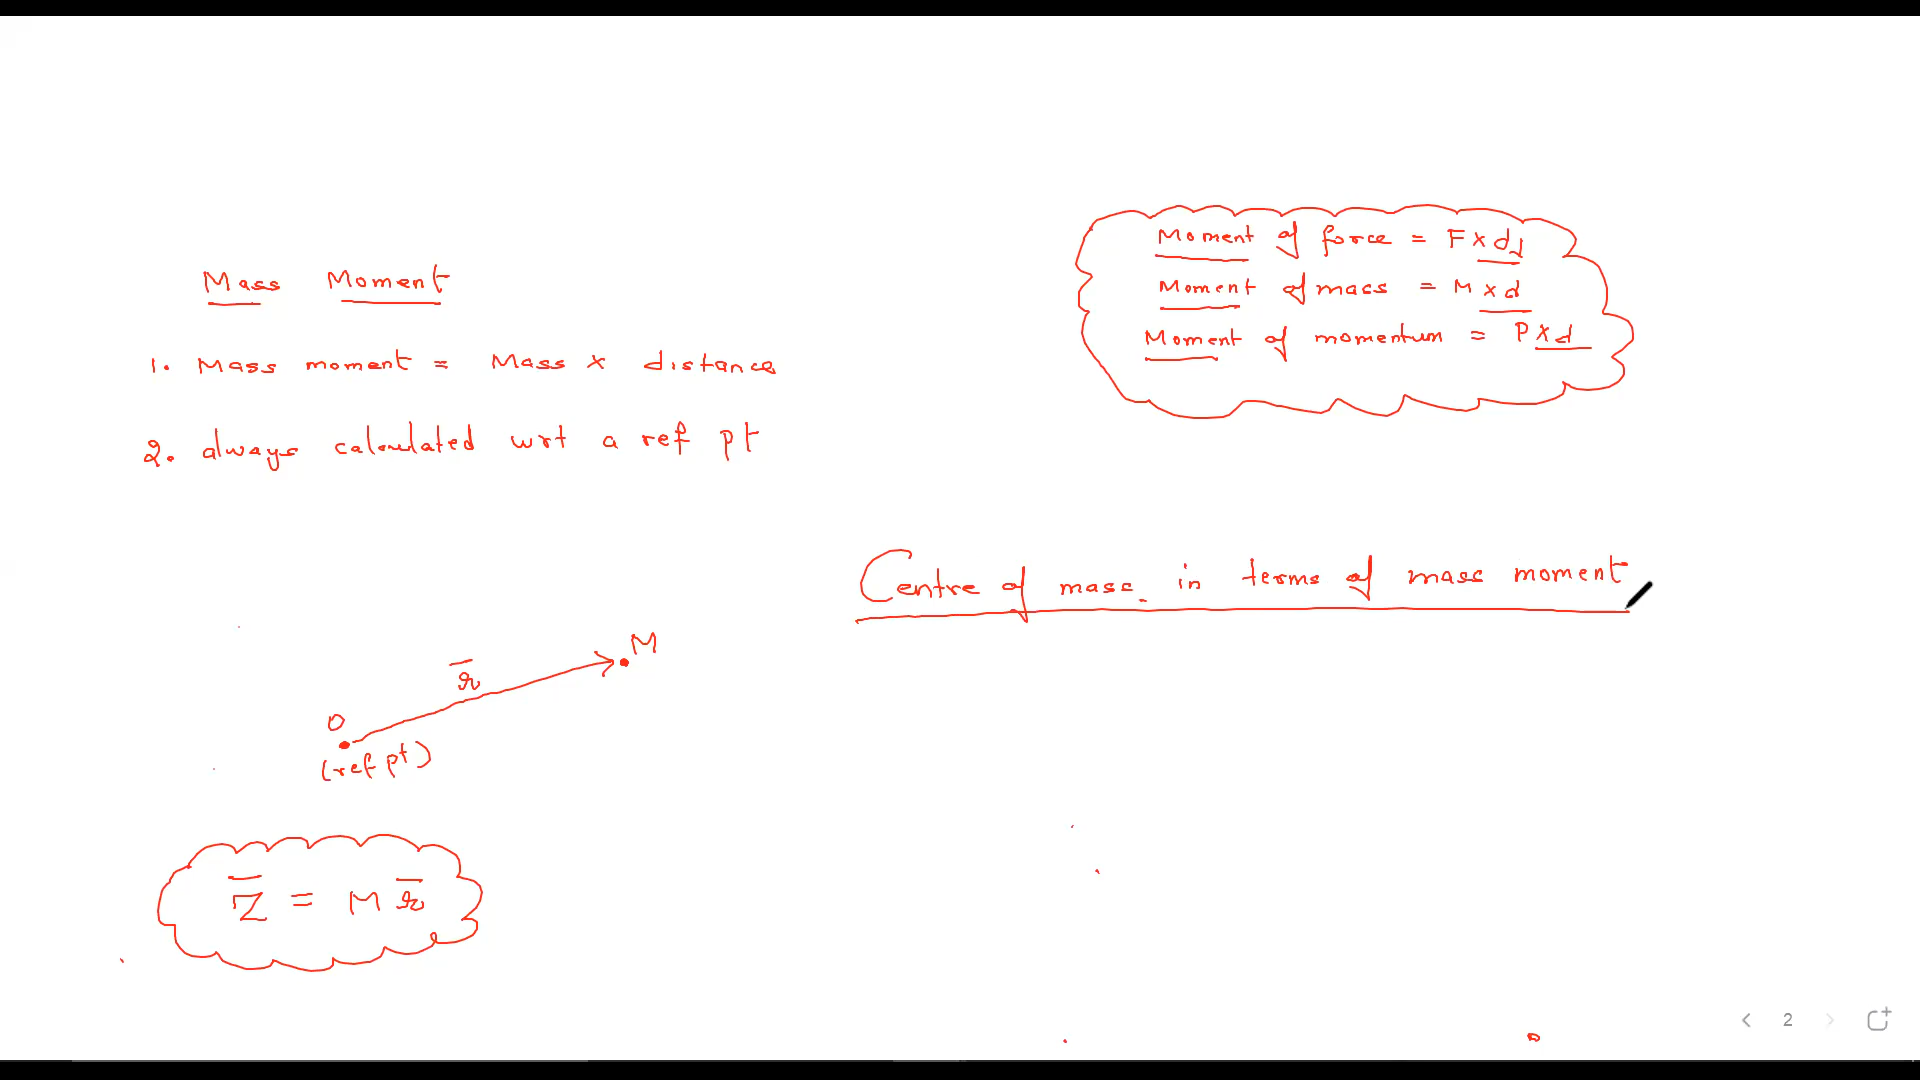 Mass Moment
1. Mass moment = Mass x distance
2. always calculated wrt a ref pt
Moment of force = F x d⊥
Moment of mass = M x d
Moment of momentum = P x d
Centre of mass in terms of mass moment
M
r̅
O
(ref pt)
Z̅ = M r̅
2